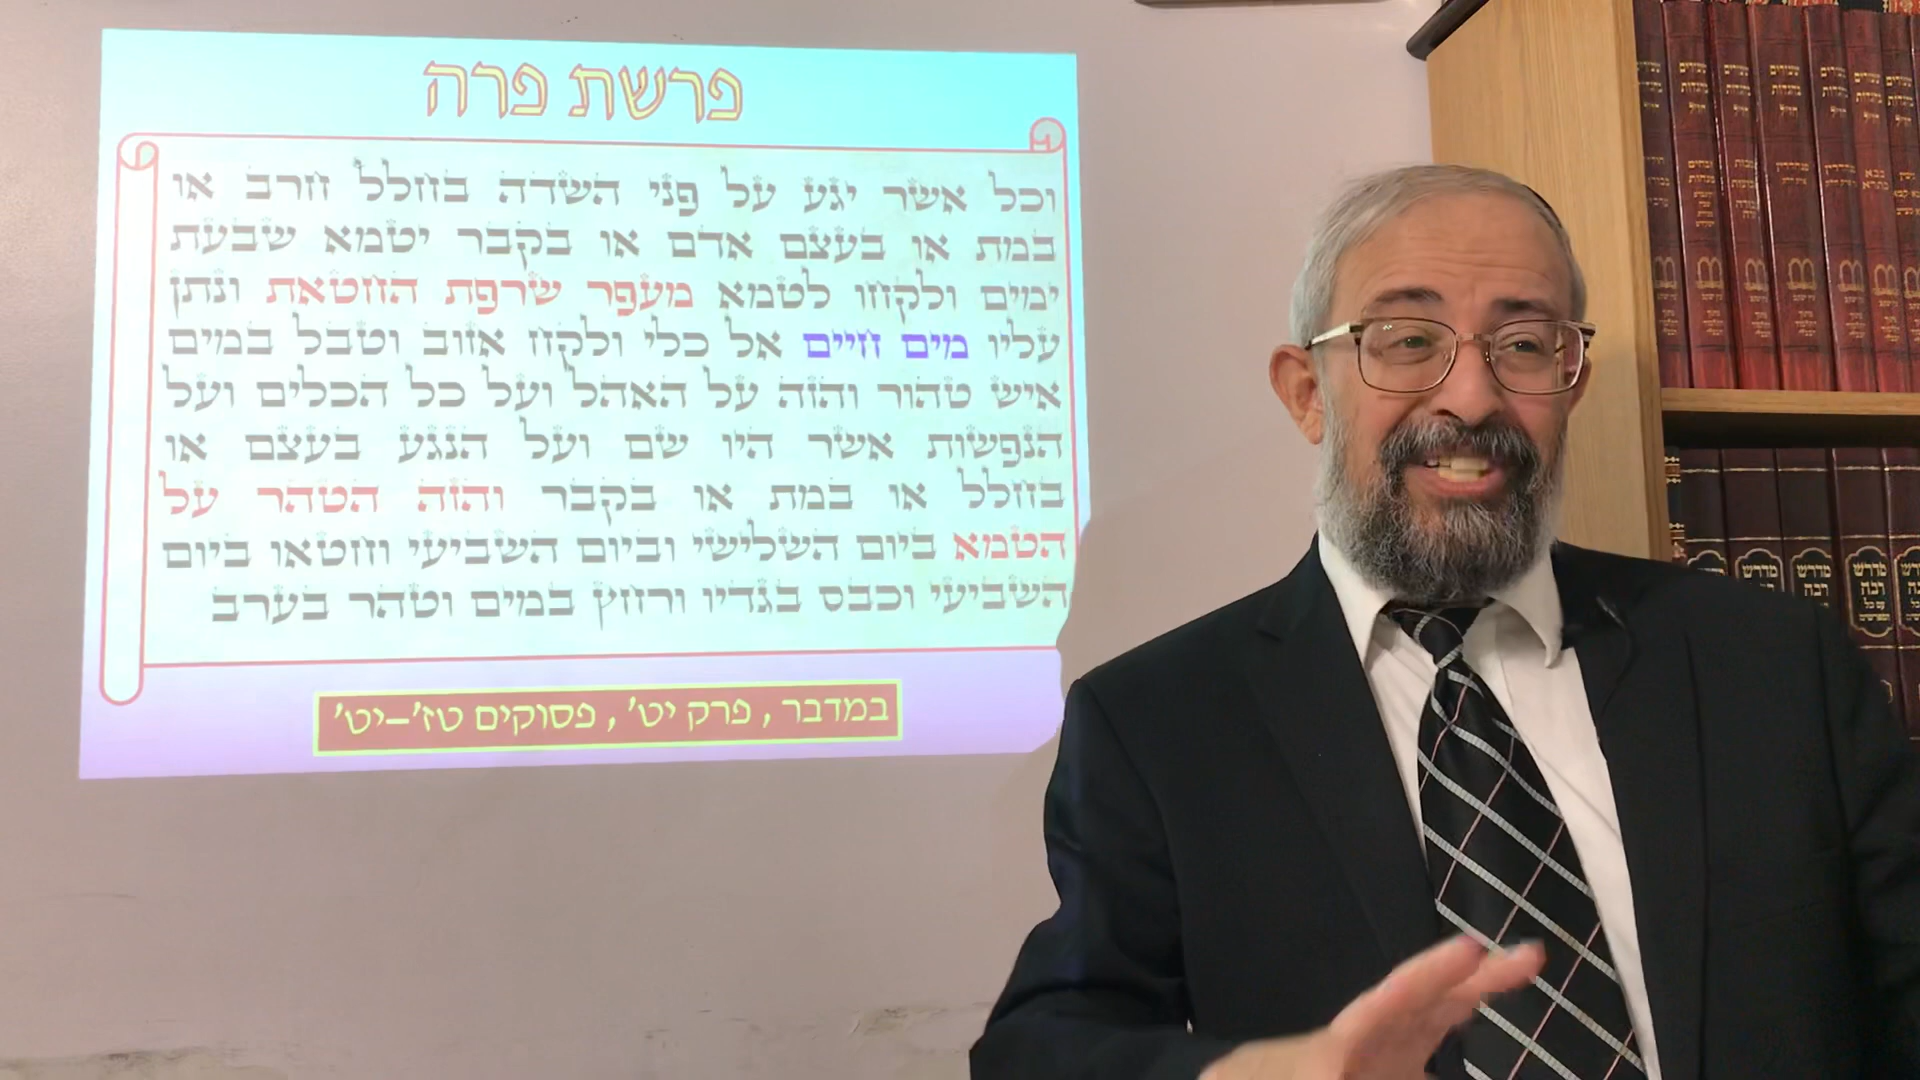 פרשת פרה
וכל אשר יגע על פני השדה בחלל חרב או
במת או בעצם אדם או בקבר יטמא שבעת
ימים ולקחו לטמא מעפר שרפת החטאת ונתן
עליו מים חיים אל כלי ולקח אזוב וטבל במים
איש טהור והזה על האהל ועל כל הכלים ועל
הנפשות אשר היו שם ועל הנגע בעצם או
בחלל או במת או בקבר והזה הטהר על
הטמא ביום השלישי וביום השביעי וחטאו ביום
השביעי וכבס בגדיו ורחץ במים וטהר בערב
במדבר, פרק יט', פסוקים טז'–יט'
סנהדרין
בבא
מדרש
רבה